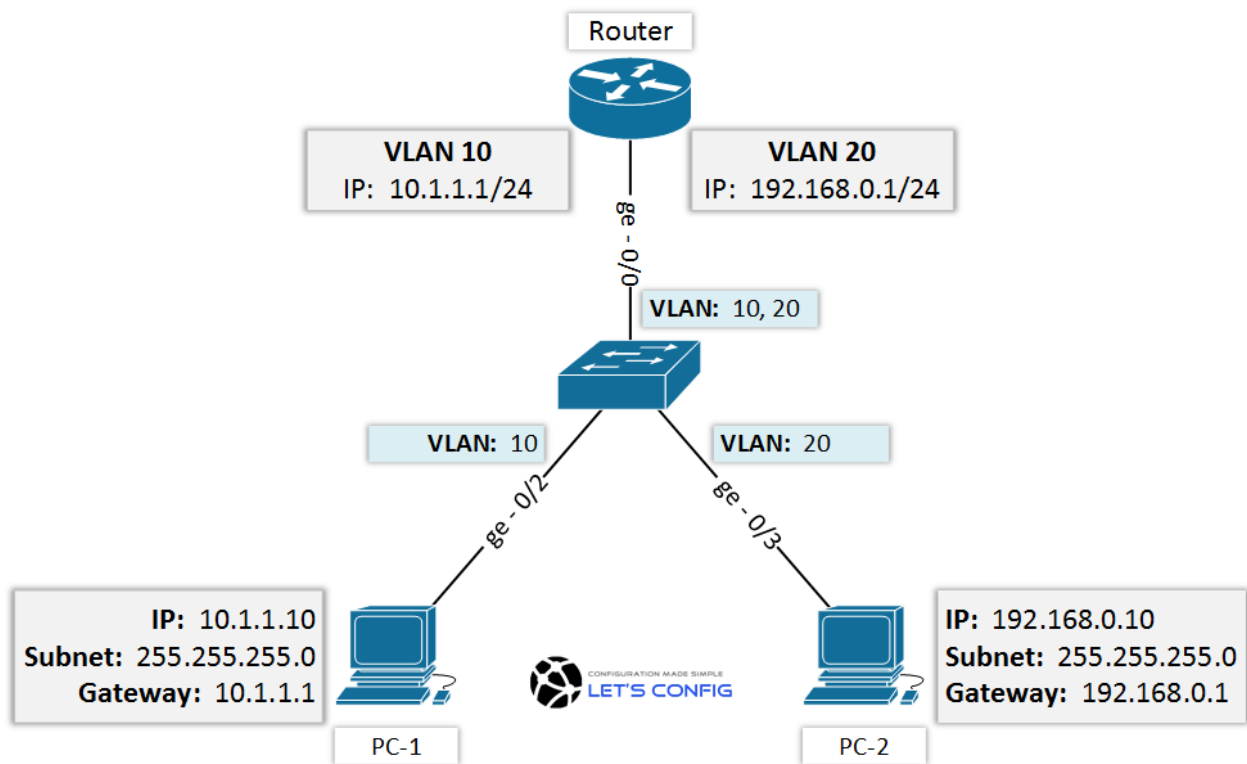 Router
VLAN 10
IP: 10.1.1.1/24
VLAN 20
IP: 192.168.0.1/24
ge - 0/0
VLAN: 10, 20
VLAN: 10
VLAN: 20
ge - 0/2
ge - 0/3
IP: 10.1.1.10
Subnet: 255.255.255.0
Gateway: 10.1.1.1
CONFIGURATION MADE SIMPLE
LET'S CONFIG
IP: 192.168.0.10
Subnet: 255.255.255.0
Gateway: 192.168.0.1
PC-1
PC-2